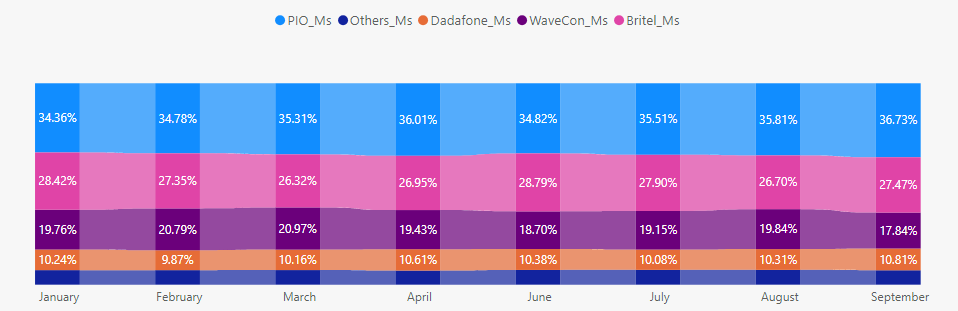 PIO_Ms Others_Ms Dadafone_Ms WaveCon_Ms Britel_Ms
34.36% 34.78% 35.31% 36.01% 34.82% 35.51% 35.81% 36.73%
28.42% 27.35% 26.32% 26.95% 28.79% 27.90% 26.70% 27.47%
19.76% 20.79% 20.97% 19.43% 18.70% 19.15% 19.84% 17.84%
10.24% 9.87% 10.16% 10.61% 10.38% 10.08% 10.31% 10.81%
January February March April June July August September